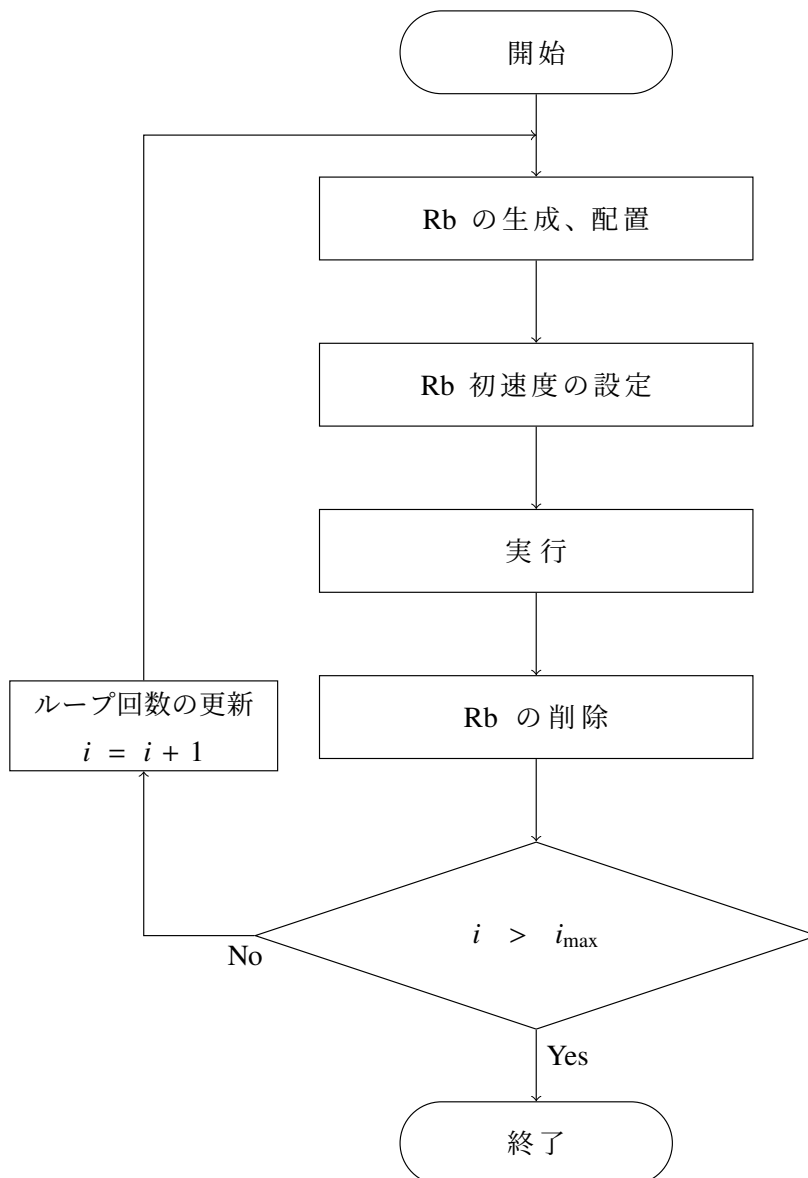 開始
Rb の生成、配置
Rb 初速度の設定
実行
Rb の削除
ループ回数の更新
i = i + 1
i > imax
No
Yes
終了